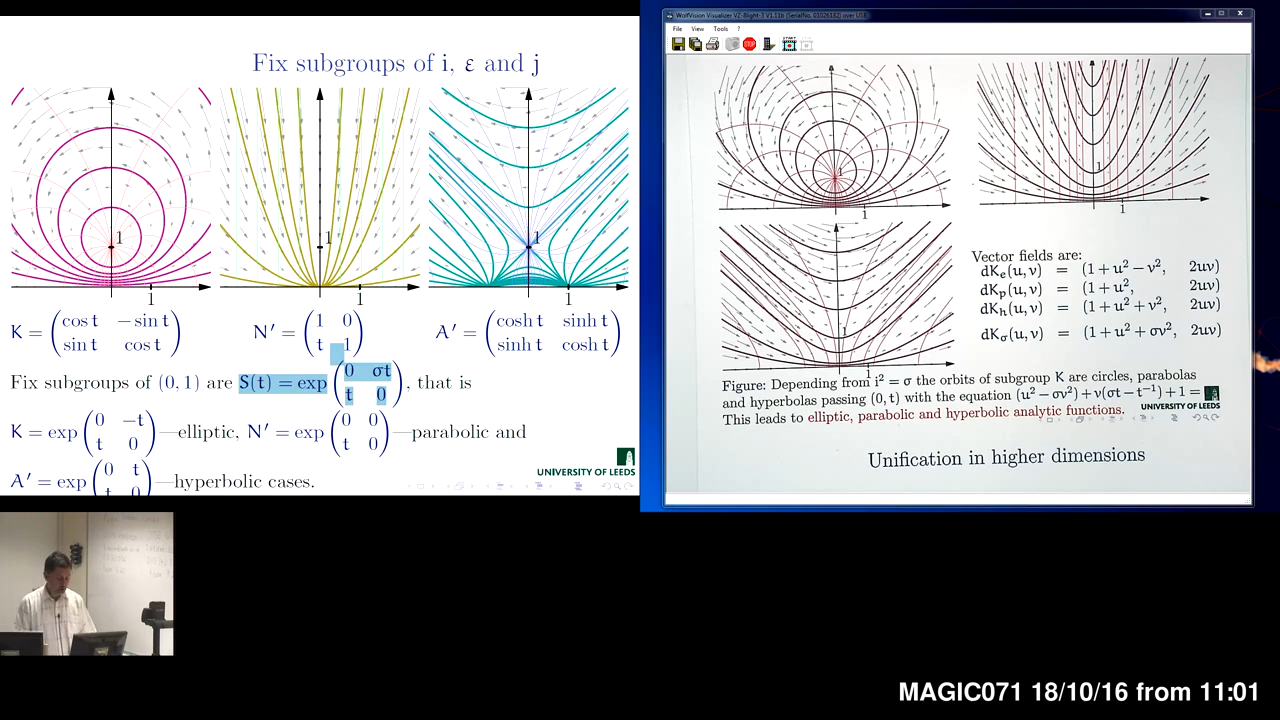 Fix subgroups of i, ε and j
1
1
1
1
1
1
K = (cos t −sin t
sin t cos t)
N′ = (1 0
t 1)
A′ = (cosh t sinh t
sinh t cosh t)
Fix subgroups of (0, 1) are S(t) = exp (0 σt
t 0), that is
K = exp (0 −t
t 0)—elliptic, N′ = exp (0 0
t 0)—parabolic and
A′ = exp (0 t
t 0)—hyperbolic cases.
UNIVERSITY OF LEEDS
File View Tools ?
STOP
1
1
1
1
1
1
Vector fields are:
dKe(u,v) = (1 + u² − v², 2uv)
dKp(u,v) = (1 + u², 2uv)
dKh(u,v) = (1 + u² + v², 2uv)
dKσ(u,v) = (1 + u² + σv², 2uv)
Figure: Depending from i² = σ the orbits of subgroup K are circles, parabolas
and hyperbolas passing (0, t) with the equation (u² − σv²) + v(σt − t⁻¹) + 1 =
This leads to elliptic, parabolic and hyperbolic analytic functions.
UNIVERSITY OF LEEDS
Unification in higher dimensions
MAGIC071 18/10/16 from 11:01